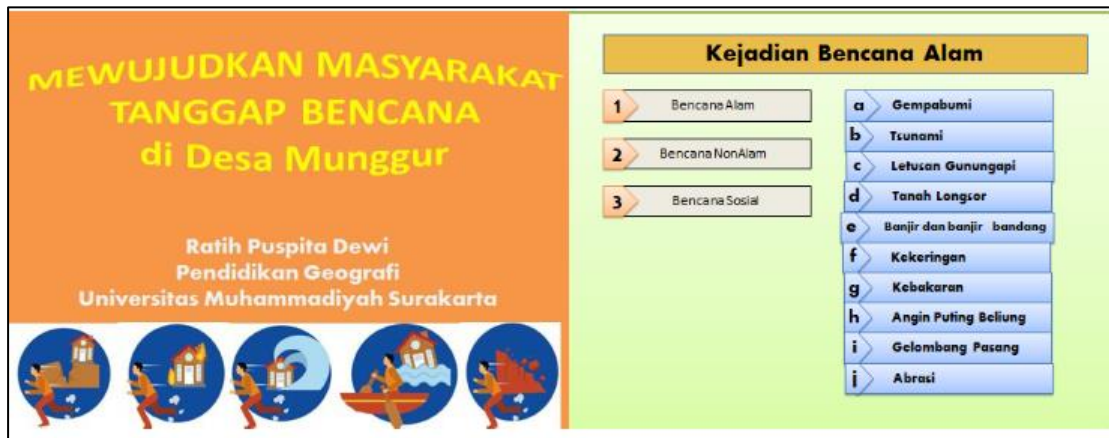 MEWUJUDKAN MASYARAKAT
TANGGAP BENCANA
di Desa Munggur
Ratih Puspita Dewi
Pendidikan Geografi
Universitas Muhammadiyah Surakarta
Kejadian Bencana Alam
1 Bencana Alam
2 Bencana NonAlam
3 Bencana Sosial
a Gempabumi
b Tsunami
c Letusan Gunungapi
d Tanah Longsor
e Banjir dan banjir bandang
f Kekeringan
g Kebakaran
h Angin Puting Beliung
i Gelombang Pasang
j Abrasi